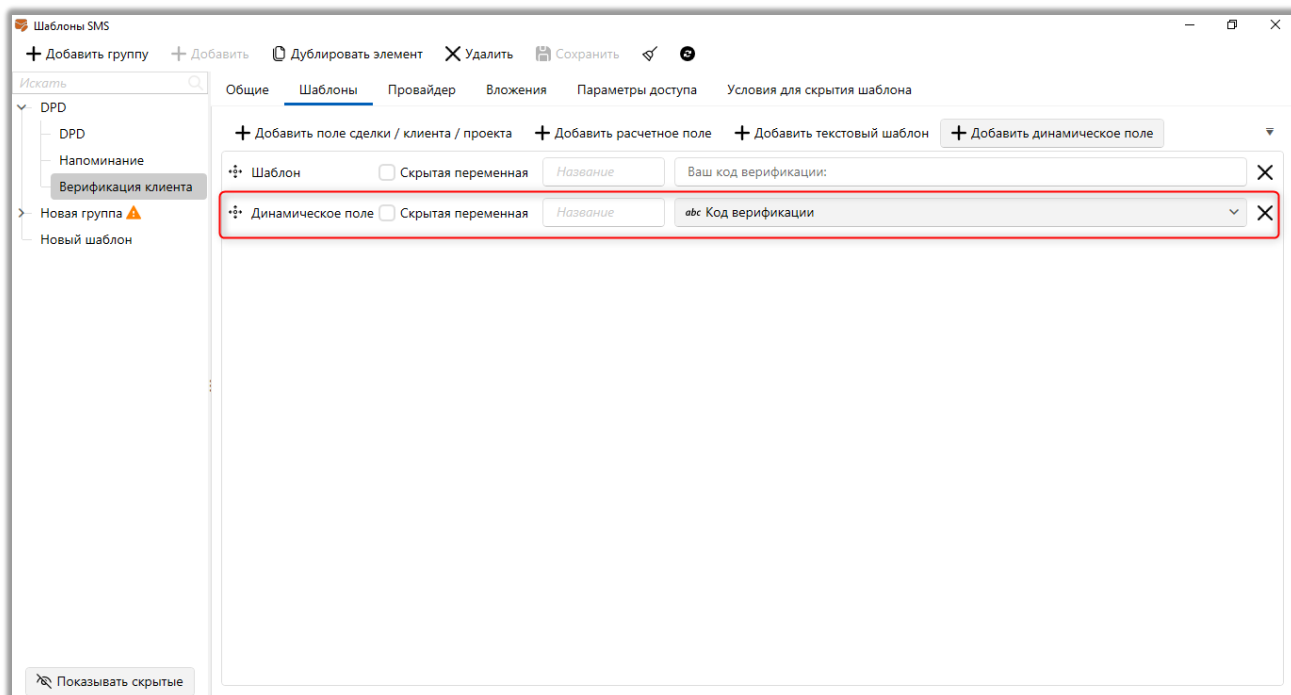 Шаблоны SMS
Добавить группу Добавить Дублировать элемент Удалить Сохранить
Искать
Общие Шаблоны Провайдер Вложения Параметры доступа Условия для скрытия шаблона
DPD
DPD
Напоминание
Верификация клиента
Новая группа
Новый шаблон
Добавить поле сделки / клиента / проекта Добавить расчетное поле Добавить текстовый шаблон Добавить динамическое поле
Шаблон Скрытая переменная Название Ваш код верификации:
Динамическое поле Скрытая переменная Название abc Код верификации
Показывать скрытые